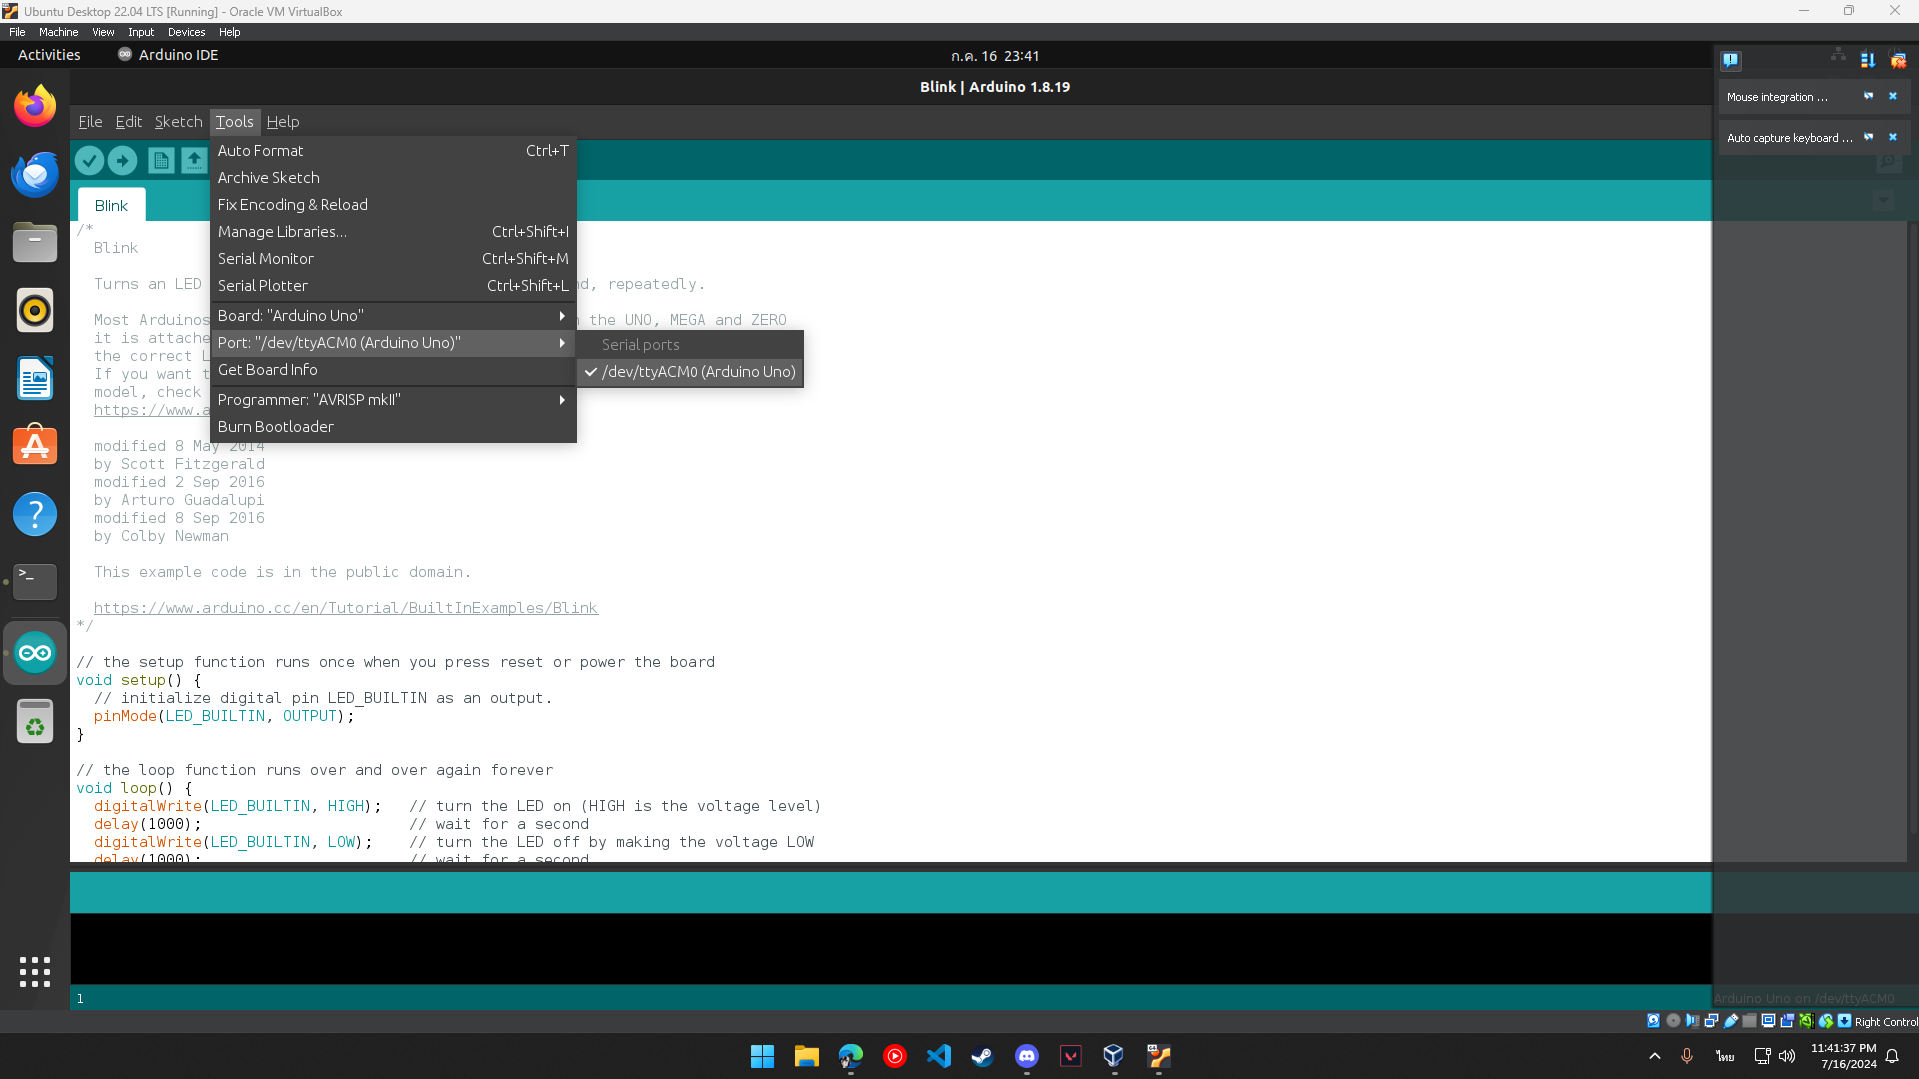 Ubuntu Desktop 22.04 LTS [Running] - Oracle VM VirtualBox
File Machine View Input Devices Help
Activities Arduino IDE ก.ค. 16 23:41
Blink | Arduino 1.8.19
Mouse integration ...
Auto capture keyboard ...
File Edit Sketch Tools Help
Auto Format Ctrl+T
Archive Sketch
Fix Encoding & Reload
Manage Libraries... Ctrl+Shift+I
Serial Monitor Ctrl+Shift+M
Serial Plotter Ctrl+Shift+L
Board: "Arduino Uno"
Port: "/dev/ttyACM0 (Arduino Uno)"
Get Board Info
Programmer: "AVRISP mkII"
Burn Bootloader
Serial ports
/dev/ttyACM0 (Arduino Uno)
Blink
/*
Blink
Turns an LED nd, repeatedly.
Most Arduinos the UNO, MEGA and ZERO
it is attache
the correct L
If you want t
model, check
https://www.a
modified 8 May 2014
by Scott Fitzgerald
modified 2 Sep 2016
by Arturo Guadalupi
modified 8 Sep 2016
by Colby Newman
This example code is in the public domain.
https://www.arduino.cc/en/Tutorial/BuiltInExamples/Blink
*/
// the setup function runs once when you press reset or power the board
void setup() {
// initialize digital pin LED_BUILTIN as an output.
pinMode(LED_BUILTIN, OUTPUT);
}
// the loop function runs over and over again forever
void loop() {
digitalWrite(LED_BUILTIN, HIGH); // turn the LED on (HIGH is the voltage level)
delay(1000); // wait for a second
digitalWrite(LED_BUILTIN, LOW); // turn the LED off by making the voltage LOW
delay(1000); // wait for a second
1
Arduino Uno on /dev/ttyACM0
Right Control
ไทย
11:41:37 PM
7/16/2024